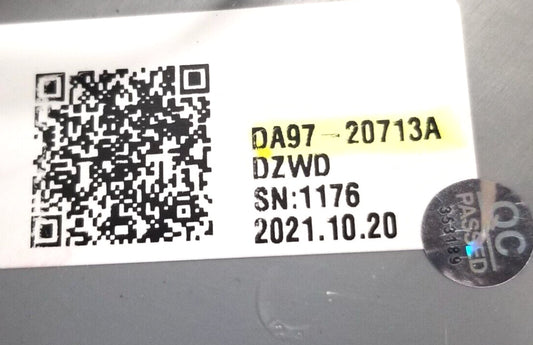 DA97-20713A
DZWD
SN:1176
2021.10.20
QC
PASSED